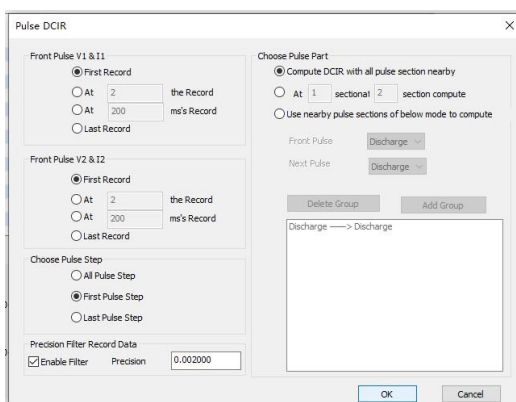 Pulse DCIR
Front Pulse V1 & I1
First Record
At 2 the Record
At 200 ms's Record
Last Record
Front Pulse V2 & I2
First Record
At 2 the Record
At 200 ms's Record
Last Record
Choose Pulse Step
All Pulse Step
First Pulse Step
Last Pulse Step
Precision Filter Record Data
Enable Filter Precision 0.002000
Choose Pulse Part
Compute DCIR with all pulse section nearby
At 1 sectional 2 section compute
Use nearby pulse sections of below mode to compute
Front Pulse Discharge
Next Pulse Discharge
Delete Group Add Group
Discharge ----> Discharge
OK Cancel